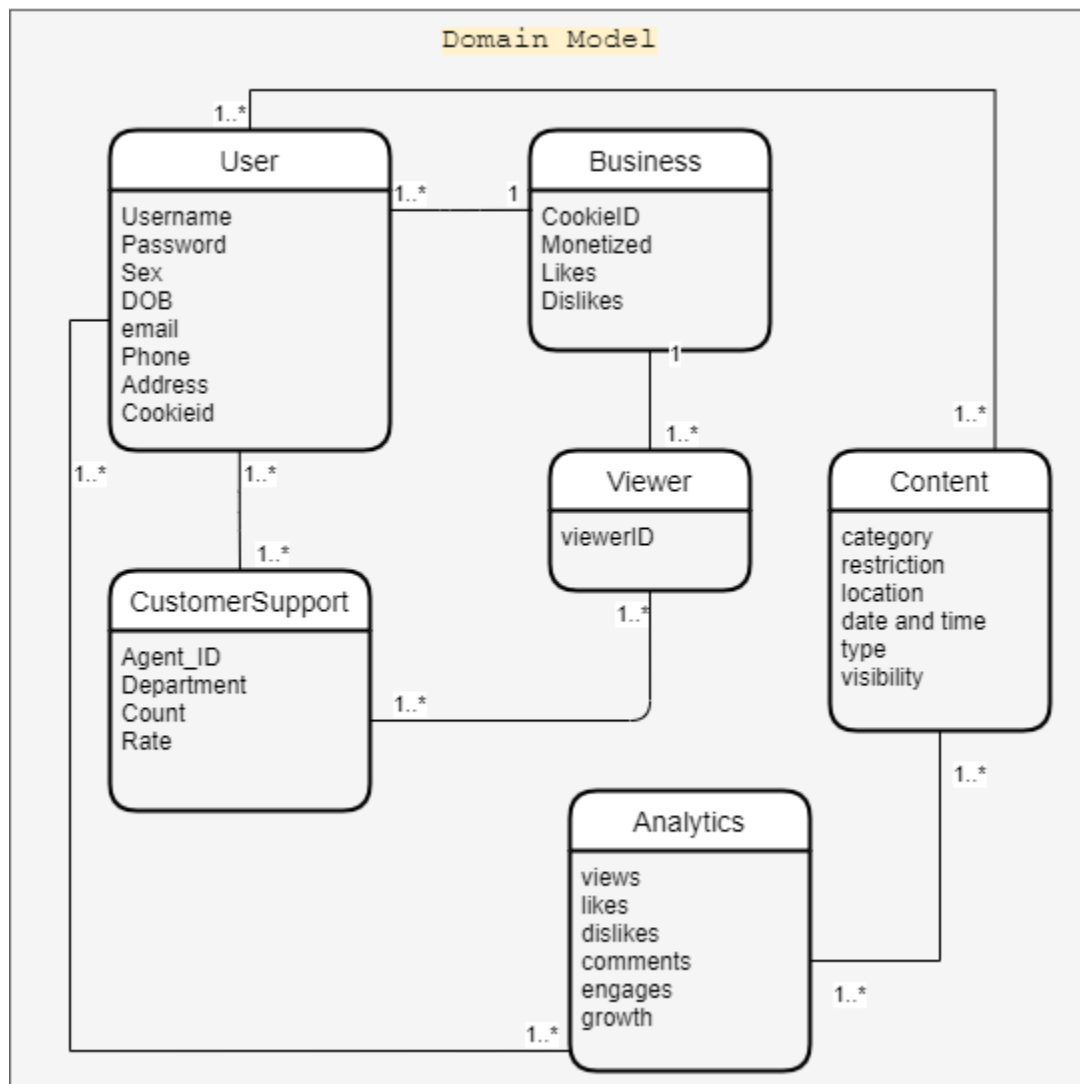 Domain Model
1..*
User
1..*
1
Business
Username
Password
Sex
DOB
email
Phone
Address
Cookieid
CookieID
Monetized
Likes
Dislikes
1
1..*
1..*
1..*
1..*
1..*
Viewer
viewerID
Content
category
restriction
location
date and time
type
visibility
1..*
CustomerSupport
Agent_ID
Department
Count
Rate
1..*
1..*
1..*
Analytics
views
likes
dislikes
comments
engages
growth
1..*
1..*